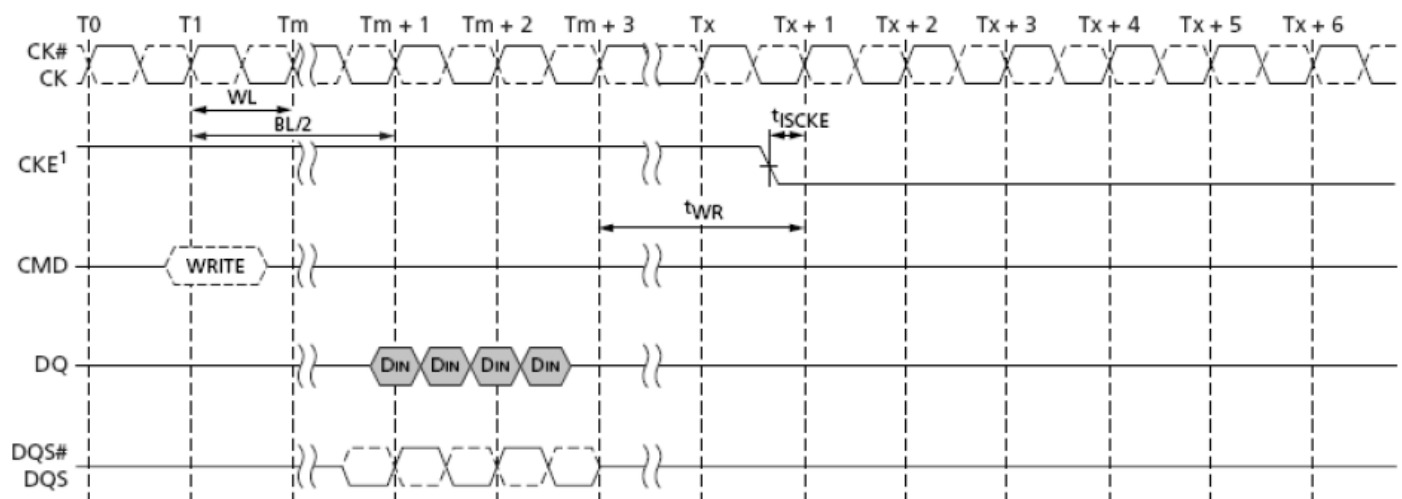 T0 T1 Tm Tm + 1 Tm + 2 Tm + 3 Tx Tx + 1 Tx + 2 Tx + 3 Tx + 4 Tx + 5 Tx + 6
CK#
CK
WL
BL/2
tISCKE
CKE1
tWR
CMD WRITE
DQ DIN DIN DIN DIN
DQS#
DQS